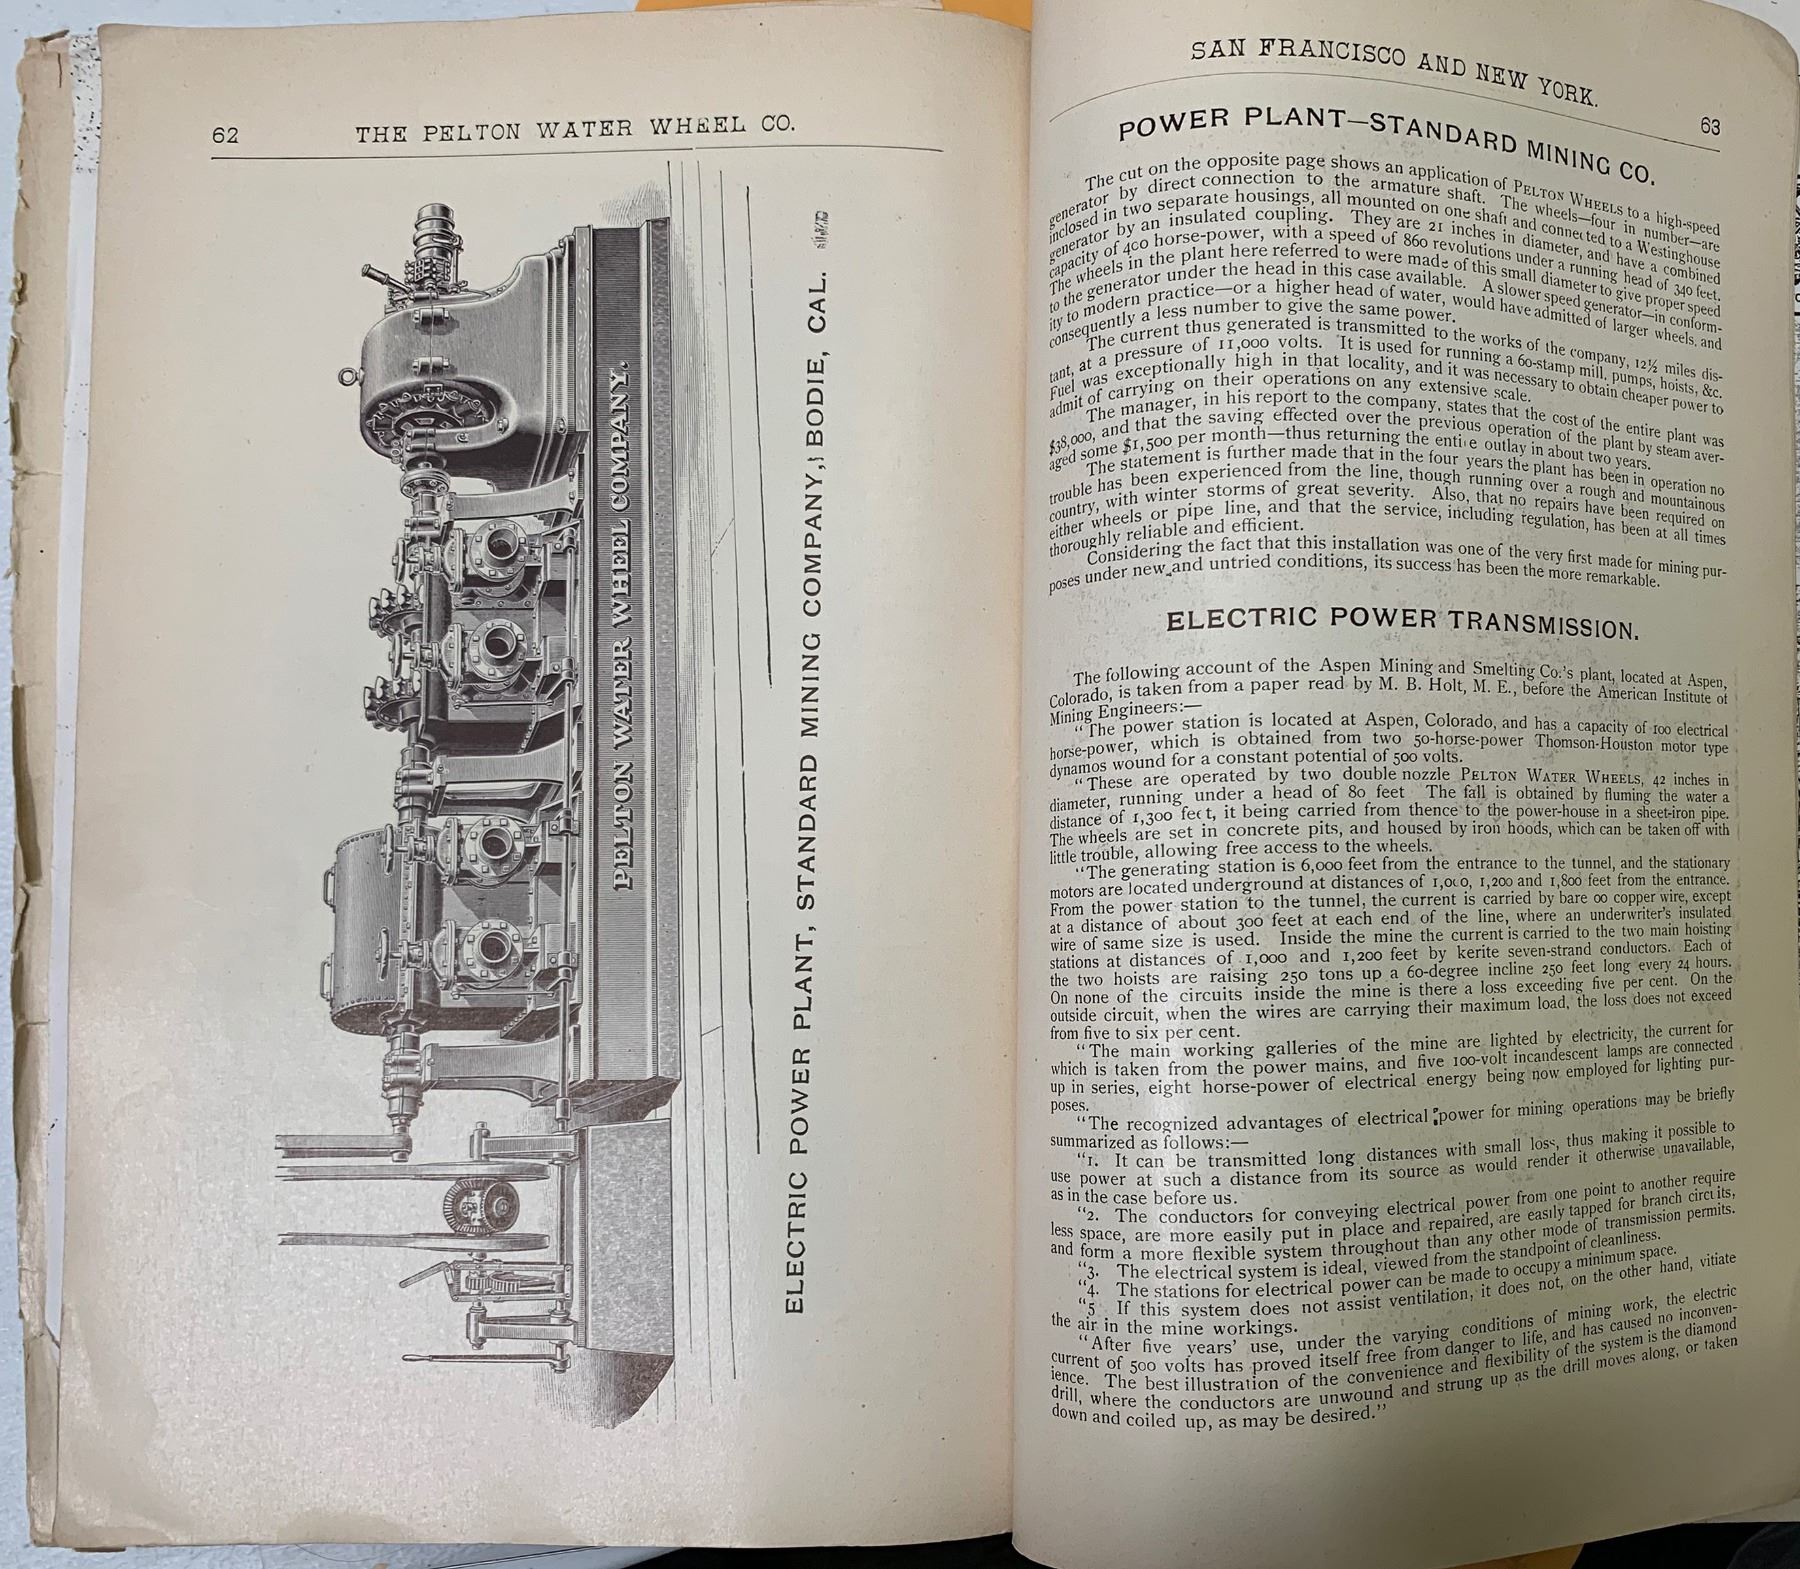 62
THE PELTON WATER WHEEL CO.
PELTON WATER WHEEL COMPANY.
ELECTRIC POWER PLANT, STANDARD MINING COMPANY, BODIE, CAL.
SAN FRANCISCO AND NEW YORK.
63
POWER PLANT—STANDARD MINING CO.
The cut on the opposite page shows an application of PELTON WHEELS to a high-speed
generator by direct connection to the armature shaft. The wheels—four in number—are
inclosed in two separate housings, all mounted on one shaft and connected to a Westinghouse
generator by an insulated coupling. They are 21 inches in diameter, and have a combined
capacity of 400 horse-power, with a speed of 860 revolutions under a running head of 340 feet.
The wheels in the plant here referred to were made of this small diameter to give proper speed
to the generator under the head in this case available. A slower speed generator—in conform-
ity to modern practice—or a higher head of water, would have admitted of larger wheels, and
consequently a less number to give the same power.
The current thus generated is transmitted to the works of the company, 12½ miles dis-
tant, at a pressure of 11,000 volts. It is used for running a 60-stamp mill, pumps, hoists, &c.
Fuel was exceptionally high in that locality, and it was necessary to obtain cheaper power to
admit of carrying on their operations on any extensive scale.
The manager, in his report to the company, states that the cost of the entire plant was
$38,000, and that the saving effected over the previous operation of the plant by steam aver-
aged some $1,500 per month—thus returning the entire outlay in about two years.
The statement is further made that in the four years the plant has been in operation no
trouble has been experienced from the line, though running over a rough and mountainous
country, with winter storms of great severity. Also, that no repairs have been required on
either wheels or pipe line, and that the service, including regulation, has been at all times
thoroughly reliable and efficient.
Considering the fact that this installation was one of the very first made for mining pur-
poses under new and untried conditions, its success has been the more remarkable.
ELECTRIC POWER TRANSMISSION.
The following account of the Aspen Mining and Smelting Co.'s plant, located at Aspen,
Colorado, is taken from a paper read by M. B. Holt, M. E., before the American Institute of
Mining Engineers:—
"The power station is located at Aspen, Colorado, and has a capacity of 100 electrical
horse-power, which is obtained from two 50-horse-power Thomson-Houston motor type
dynamos wound for a constant potential of 500 volts.
"These are operated by two double nozzle PELTON WATER WHEELS, 42 inches in
diameter, running under a head of 80 feet The fall is obtained by fluming the water a
distance of 1,300 feet, it being carried from thence to the power-house in a sheet-iron pipe.
The wheels are set in concrete pits, and housed by iron hoods, which can be taken off with
little trouble, allowing free access to the wheels.
"The generating station is 6,000 feet from the entrance to the tunnel, and the stationary
motors are located underground at distances of 1,000, 1,200 and 1,800 feet from the entrance.
From the power station to the tunnel, the current is carried by bare 00 copper wire, except
at a distance of about 300 feet at each end of the line, where an underwriter's insulated
wire of same size is used. Inside the mine the current is carried to the two main hoisting
stations at distances of 1,000 and 1,200 feet by kerite seven-strand conductors. Each of
the two hoists are raising 250 tons up a 60-degree incline 250 feet long every 24 hours.
On none of the circuits inside the mine is there a loss exceeding five per cent. On the
outside circuit, when the wires are carrying their maximum load, the loss does not exceed
from five to six per cent.
"The main working galleries of the mine are lighted by electricity, the current for
which is taken from the power mains, and five 100-volt incandescent lamps are connected
up in series, eight horse-power of electrical energy being now employed for lighting pur-
poses.
"The recognized advantages of electrical power for mining operations may be briefly
summarized as follows:—
"1. It can be transmitted long distances with small loss, thus making it possible to
use power at such a distance from its source as would render it otherwise unavailable,
as in the case before us.
"2. The conductors for conveying electrical power from one point to another require
less space, are more easily put in place and repaired, are easily tapped for branch circuits,
and form a more flexible system throughout than any other mode of transmission permits.
"3. The electrical system is ideal, viewed from the standpoint of cleanliness.
"4. The stations for electrical power can be made to occupy a minimum space.
"5 If this system does not assist ventilation, it does not, on the other hand, vitiate
the air in the mine workings.
"After five years' use, under the varying conditions of mining work, the electric
current of 500 volts has proved itself free from danger to life, and has caused no inconven-
ience. The best illustration of the convenience and flexibility of the system is the diamond
drill, where the conductors are unwound and strung up as the drill moves along, or taken
down and coiled up, as may be desired."